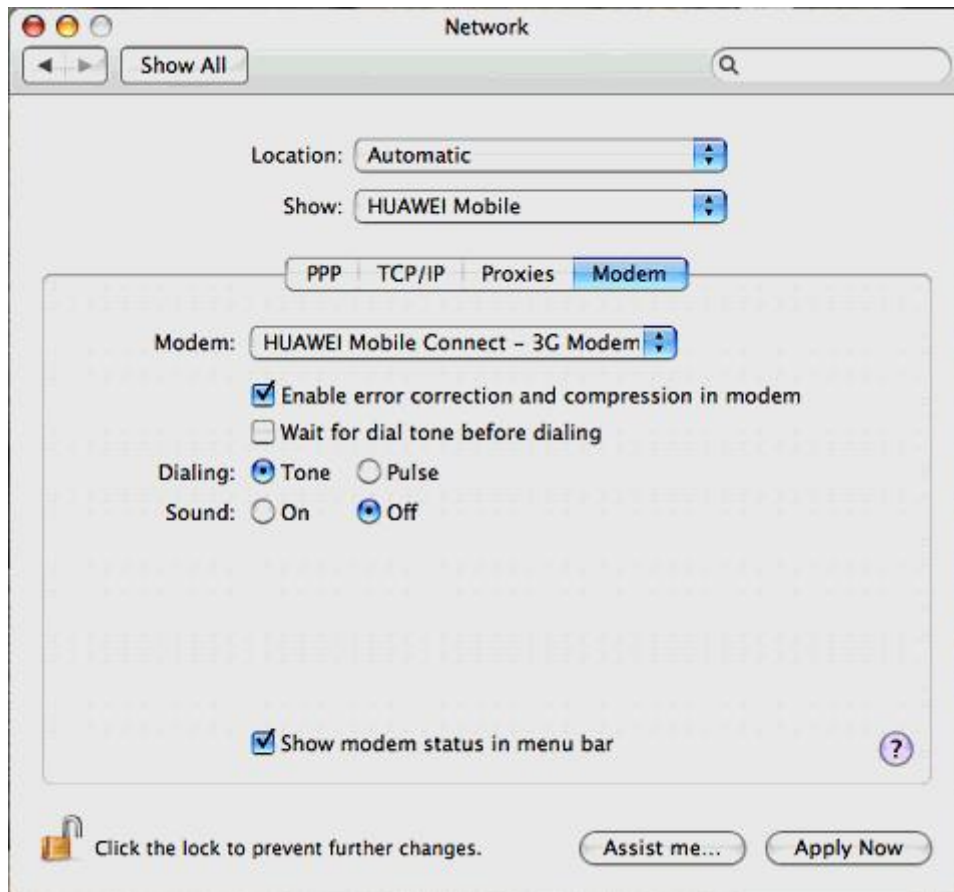 Network
Show All
Location: Automatic
Show: HUAWEI Mobile
PPP TCP/IP Proxies Modem
Modem: HUAWEI Mobile Connect – 3G Modem
Enable error correction and compression in modem
Wait for dial tone before dialing
Dialing: Tone Pulse
Sound: On Off
Show modem status in menu bar
?
Click the lock to prevent further changes. Assist me... Apply Now